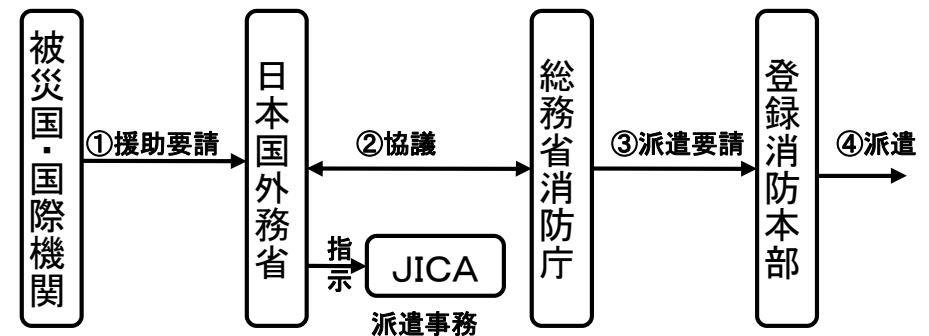 被災国・国際機関
①援助要請
日本国外務省
②協議
指示
JICA
派遣事務
総務省消防庁
③派遣要請
登録消防本部
④派遣